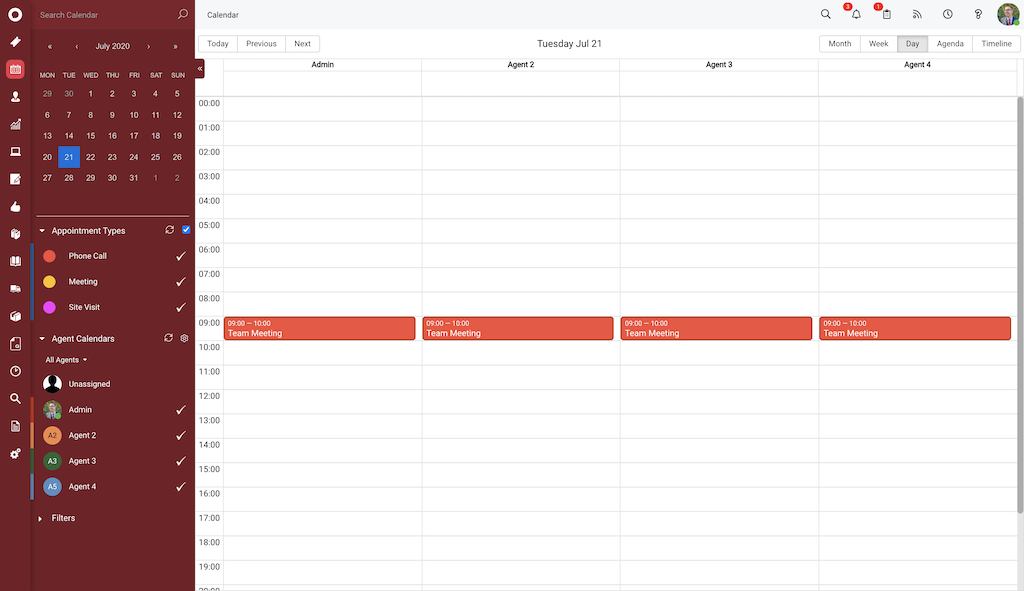 Search Calendar
Calendar
3
1
?
« ‹ July 2020 › »
MON TUE WED THU FRI SAT SUN
29 30 1 2 3 4 5
6 7 8 9 10 11 12
13 14 15 16 17 18 19
20 21 22 23 24 25 26
27 28 29 30 31 1 2
Appointment Types
Phone Call
Meeting
Site Visit
Agent Calendars
All Agents
Unassigned
Admin
A2 Agent 2
A3 Agent 3
A5 Agent 4
Filters
Today Previous Next
Tuesday Jul 21
Month Week Day Agenda Timeline
«
Admin Agent 2 Agent 3 Agent 4
00:00
01:00
02:00
03:00
04:00
05:00
06:00
07:00
08:00
09:00
09:00 — 10:00 09:00 — 10:00 09:00 — 10:00 09:00 — 10:00
Team Meeting Team Meeting Team Meeting Team Meeting
10:00
11:00
12:00
13:00
14:00
15:00
16:00
17:00
18:00
19:00